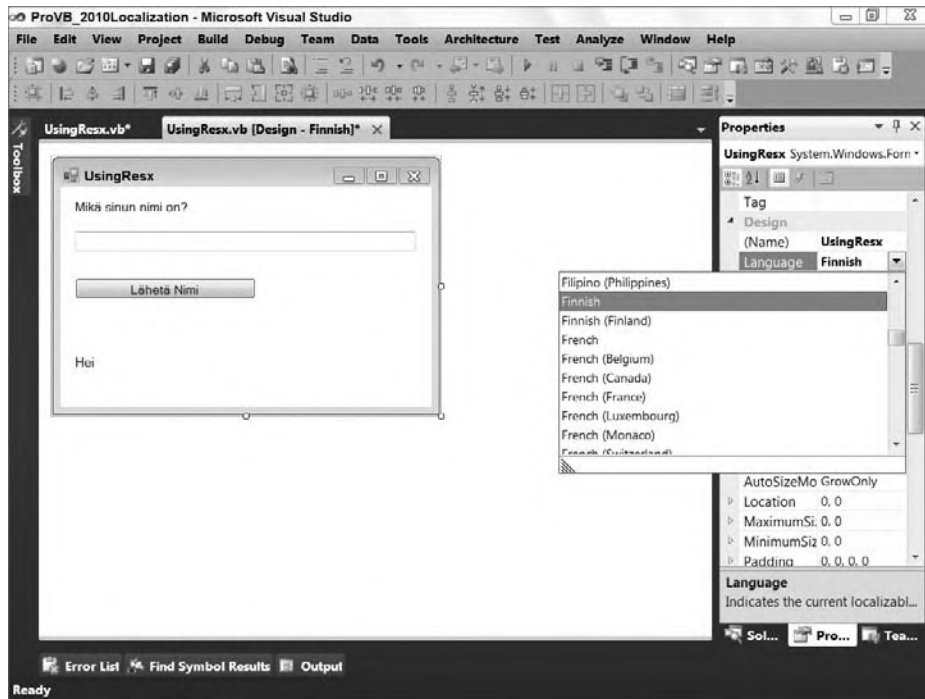 ProVB_2010Localization - Microsoft Visual Studio
File Edit View Project Build Debug Team Data Tools Architecture Test Analyze Window Help
Toolbox
UsingResx.vb* UsingResx.vb [Design - Finnish]*
Properties
UsingResx System.Windows.Forn
UsingResx
Mikä sinun nimi on?
Lähetä Nimi
Hei
Tag
Design
(Name) UsingResx
Language Finnish
Filipino (Philippines)
Finnish
Finnish (Finland)
French
French (Belgium)
French (Canada)
French (France)
French (Luxembourg)
French (Monaco)
French (Switzerland)
AutoSizeMo GrowOnly
Location 0, 0
MaximumSi. 0, 0
MinimumSiz 0, 0
Padding 0, 0, 0, 0
Language
Indicates the current localizabl...
Sol... Pro... Tea...
Error List Find Symbol Results Output
Ready